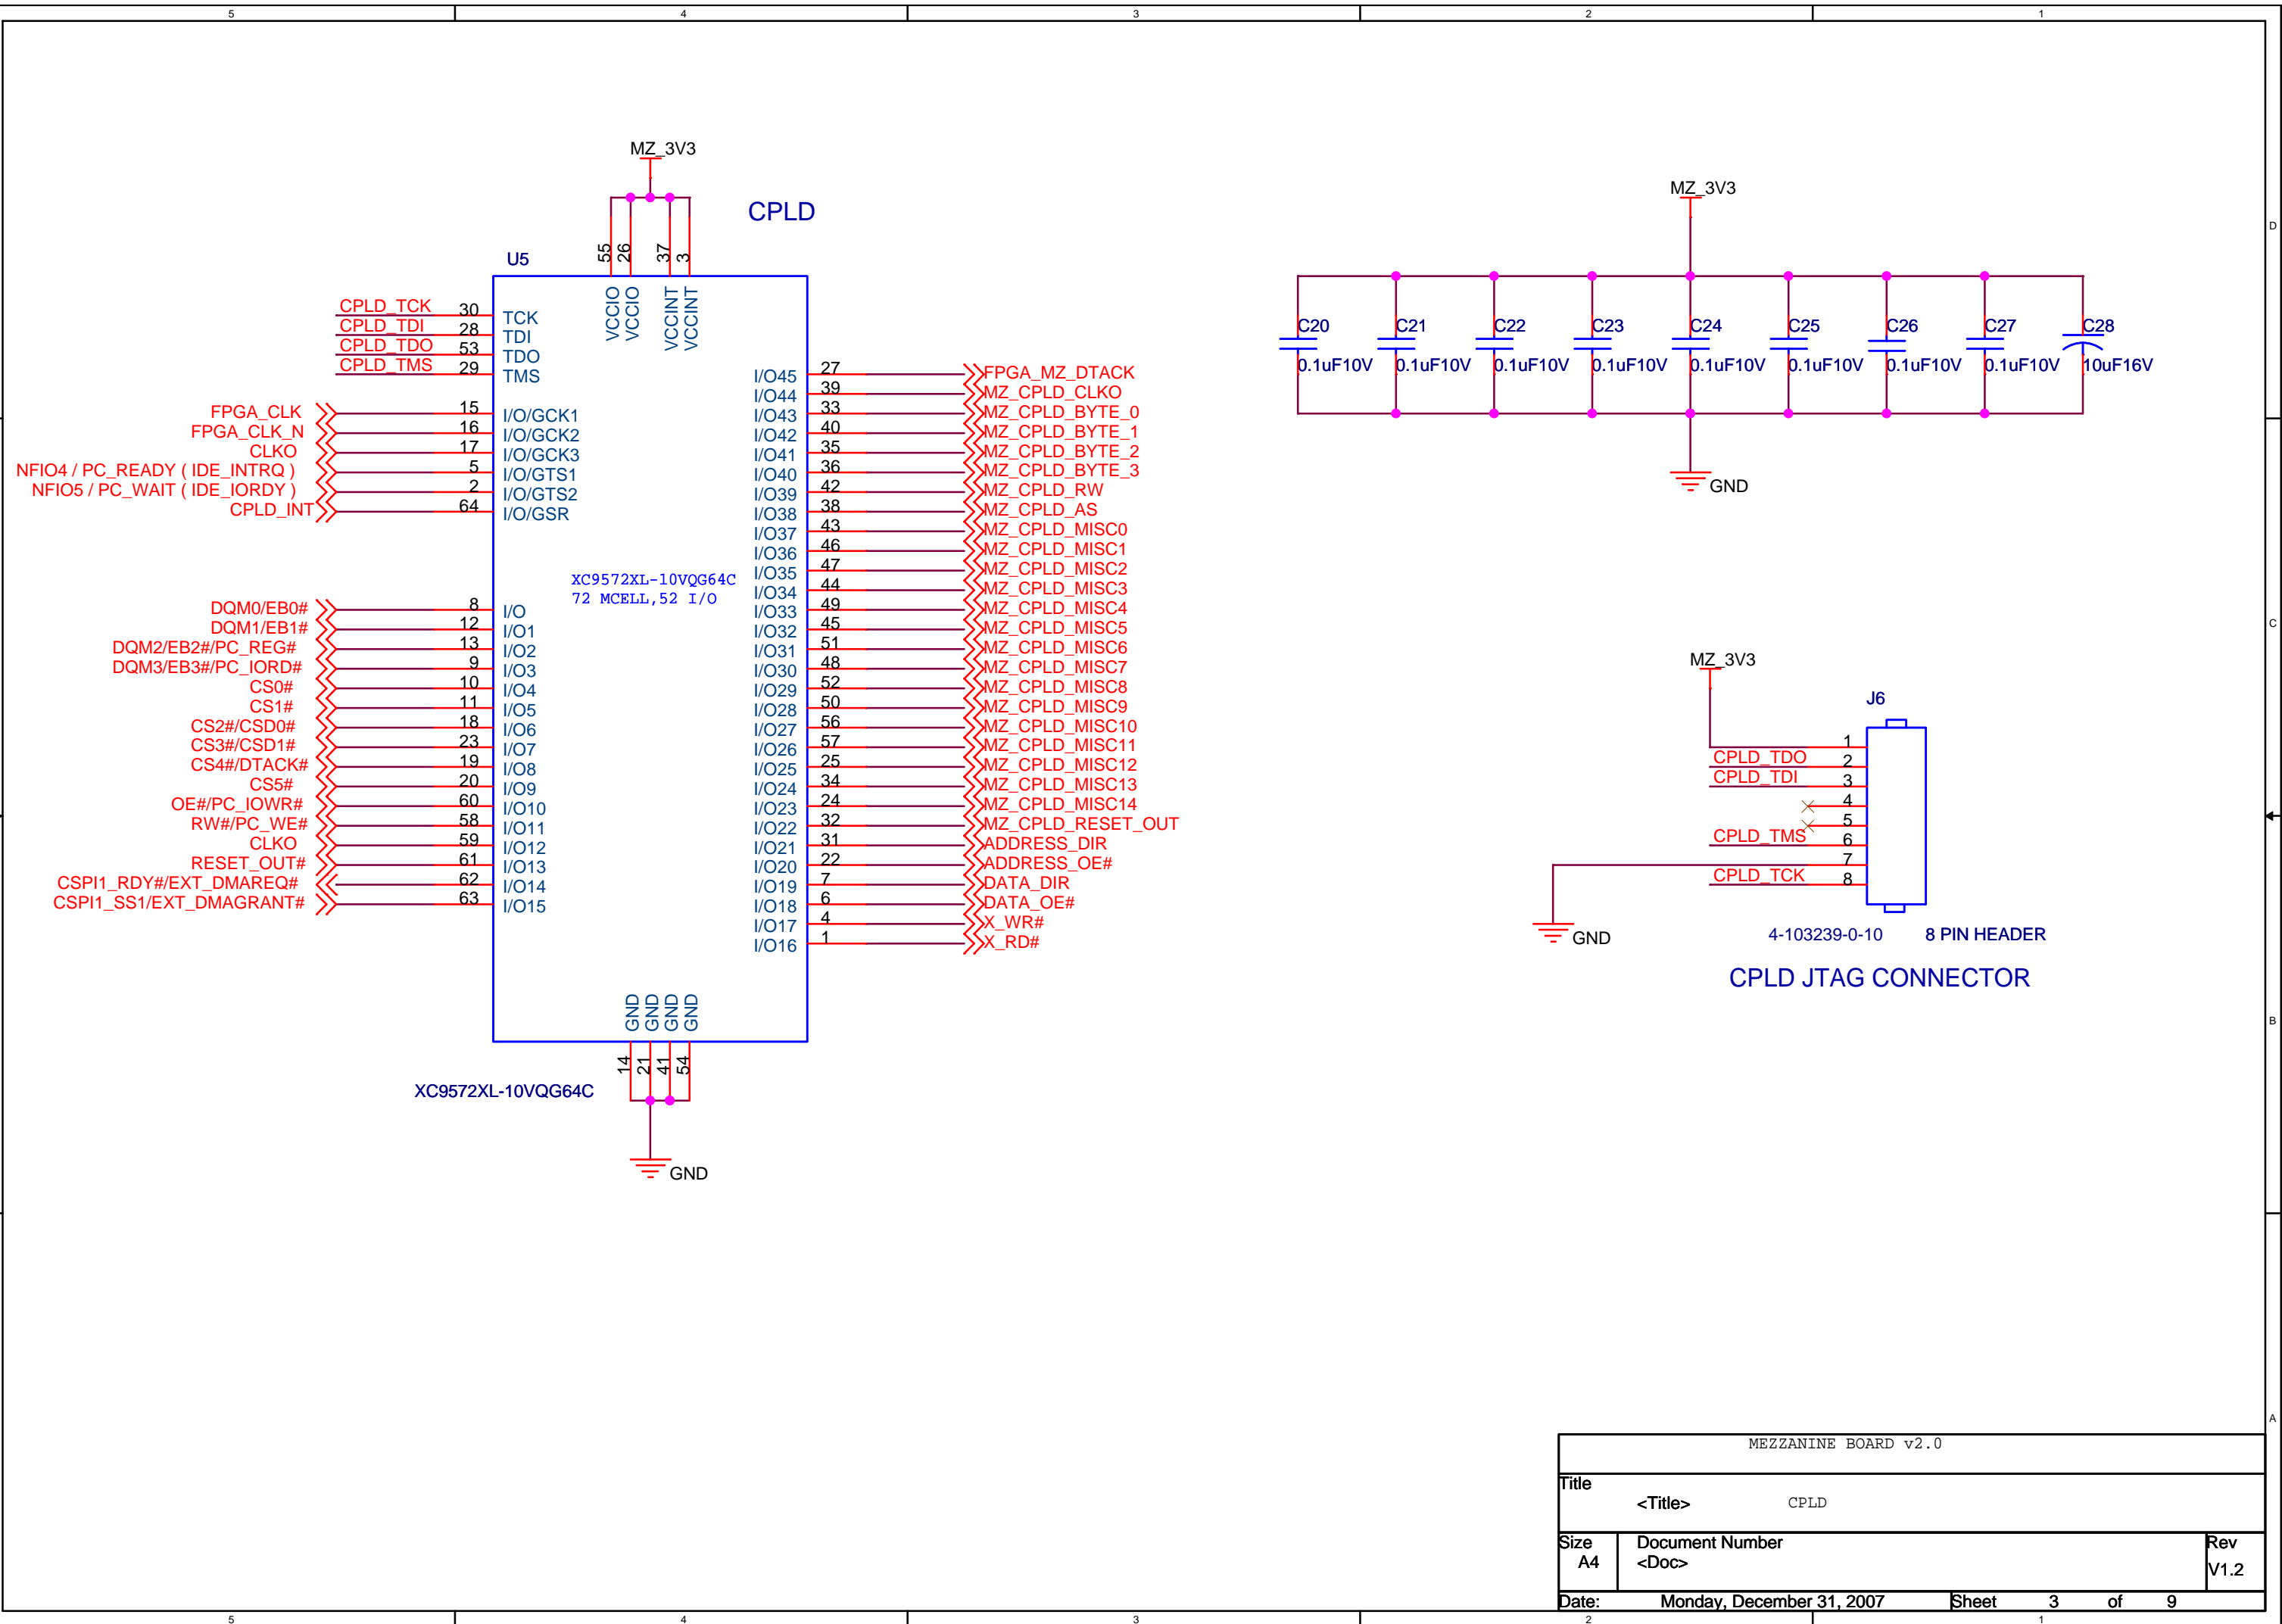 5 4 3 2 1
MZ_3V3
CPLD
55 26 37 3
U5
VCCIO VCCIO VCCINT VCCINT
CPLD_TCK 30 TCK
CPLD_TDI 28 TDI
CPLD_TDO 53 TDO
CPLD_TMS 29 TMS
FPGA_CLK 15 I/O/GCK1
FPGA_CLK_N 16 I/O/GCK2
CLKO 17 I/O/GCK3
NFIO4 / PC_READY ( IDE_INTRQ ) 5 I/O/GTS1
NFIO5 / PC_WAIT ( IDE_IORDY ) 2 I/O/GTS2
CPLD_INT 64 I/O/GSR
XC9572XL-10VQG64C
72 MCELL,52 I/O
DQM0/EB0# 8 I/O
DQM1/EB1# 12 I/O1
DQM2/EB2#/PC_REG# 13 I/O2
DQM3/EB3#/PC_IORD# 9 I/O3
CS0# 10 I/O4
CS1# 11 I/O5
CS2#/CSD0# 18 I/O6
CS3#/CSD1# 23 I/O7
CS4#/DTACK# 19 I/O8
CS5# 20 I/O9
OE#/PC_IOWR# 60 I/O10
RW#/PC_WE# 58 I/O11
CLKO 59 I/O12
RESET_OUT# 61 I/O13
CSPI1_RDY#/EXT_DMAREQ# 62 I/O14
CSPI1_SS1/EXT_DMAGRANT# 63 I/O15
I/O45 27 FPGA_MZ_DTACK
I/O44 39 MZ_CPLD_CLKO
I/O43 33 MZ_CPLD_BYTE_0
I/O42 40 MZ_CPLD_BYTE_1
I/O41 35 MZ_CPLD_BYTE_2
I/O40 36 MZ_CPLD_BYTE_3
I/O39 42 MZ_CPLD_RW
I/O38 38 MZ_CPLD_AS
I/O37 43 MZ_CPLD_MISC0
I/O36 46 MZ_CPLD_MISC1
I/O35 47 MZ_CPLD_MISC2
I/O34 44 MZ_CPLD_MISC3
I/O33 49 MZ_CPLD_MISC4
I/O32 45 MZ_CPLD_MISC5
I/O31 51 MZ_CPLD_MISC6
I/O30 48 MZ_CPLD_MISC7
I/O29 52 MZ_CPLD_MISC8
I/O28 50 MZ_CPLD_MISC9
I/O27 56 MZ_CPLD_MISC10
I/O26 57 MZ_CPLD_MISC11
I/O25 25 MZ_CPLD_MISC12
I/O24 34 MZ_CPLD_MISC13
I/O23 24 MZ_CPLD_MISC14
I/O22 32 MZ_CPLD_RESET_OUT
I/O21 31 ADDRESS_DIR
I/O20 22 ADDRESS_OE#
I/O19 7 DATA_DIR
I/O18 6 DATA_OE#
I/O17 4 X_WR#
I/O16 1 X_RD#
GND GND GND GND
14 21 41 54
XC9572XL-10VQG64C
GND
MZ_3V3
C20 C21 C22 C23 C24 C25 C26 C27 C28
0.1uF10V 0.1uF10V 0.1uF10V 0.1uF10V 0.1uF10V 0.1uF10V 0.1uF10V 0.1uF10V 10uF16V
GND
MZ_3V3
J6
1
CPLD_TDO 2
CPLD_TDI 3
4
5
CPLD_TMS 6
7
CPLD_TCK 8
GND
4-103239-0-10 8 PIN HEADER
CPLD JTAG CONNECTOR
D
C
B
A
MEZZANINE BOARD v2.0
Title
<Title> CPLD
Size Document Number Rev
A4 <Doc> V1.2
Date: Monday, December 31, 2007 Sheet 3 of 9
5 4 3 2 1